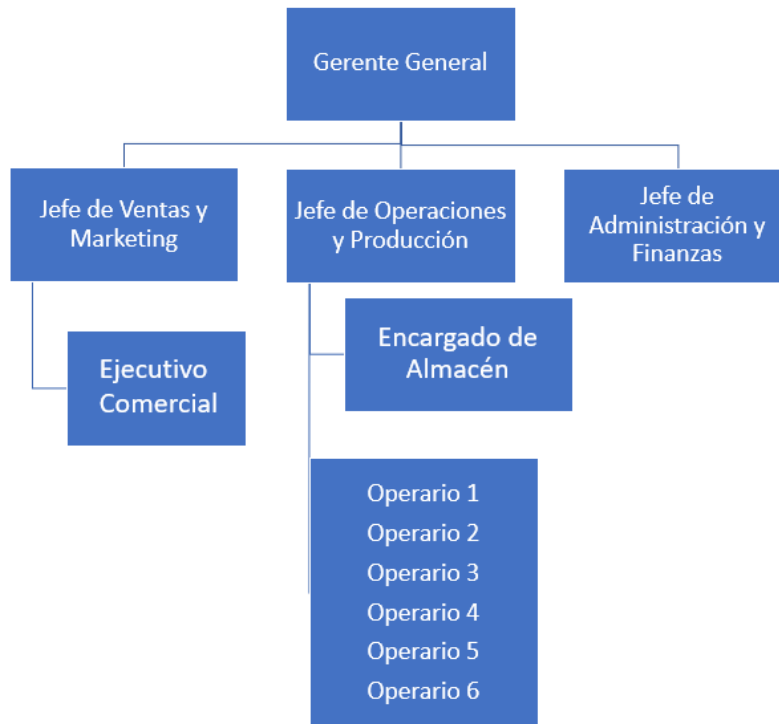 Gerente General
Jefe de Ventas y
Marketing
Jefe de Operaciones
y Producción
Jefe de
Administración y
Finanzas
Ejecutivo
Comercial
Encargado de
Almacén
Operario 1
Operario 2
Operario 3
Operario 4
Operario 5
Operario 6